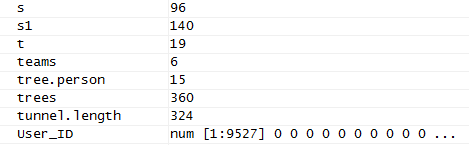 s 96
s1 140
t 19
teams 6
tree.person 15
trees 360
tunnel.length 324
User_ID num [1:9527] 0 0 0 0 0 0 0 0 0 0 ...